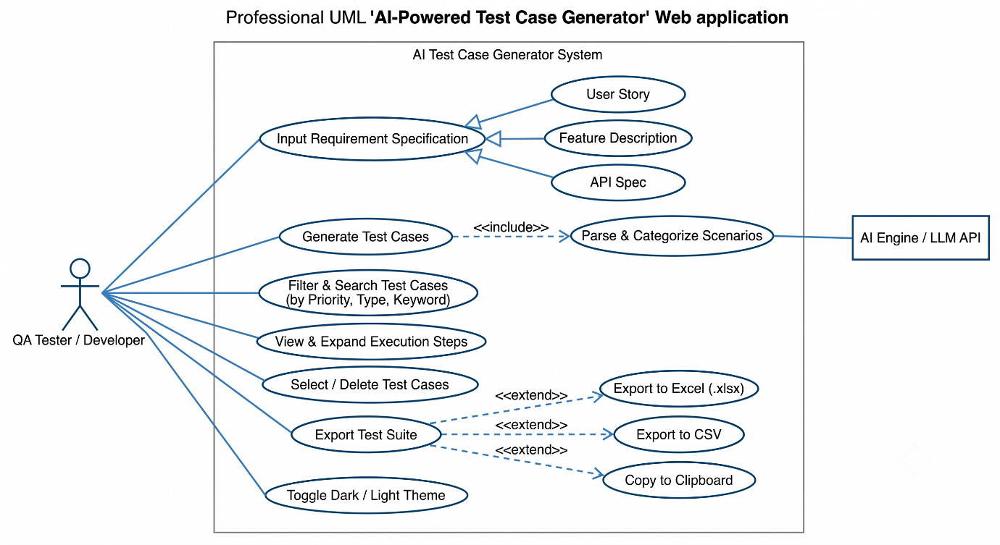 Professional UML 'AI-Powered Test Case Generator' Web application
AI Test Case Generator System
User Story
Input Requirement Specification
Feature Description
API Spec
Generate Test Cases
<<include>>
Parse & Categorize Scenarios
AI Engine / LLM API
Filter & Search Test Cases
(by Priority, Type, Keyword)
QA Tester / Developer
View & Expand Execution Steps
Select / Delete Test Cases
<<extend>>
Export to Excel (.xlsx)
Export Test Suite
<<extend>>
Export to CSV
<<extend>>
Copy to Clipboard
Toggle Dark / Light Theme